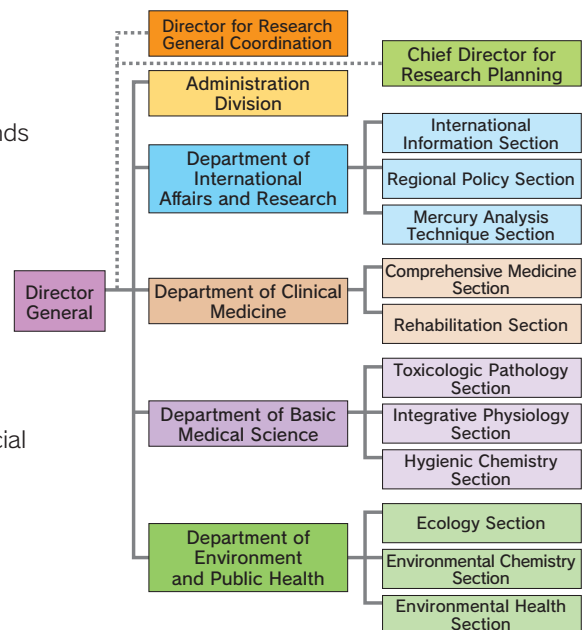 Director for Research
General Coordination
Chief Director for
Research Planning
Administration
Division
nds
International
Information Section
Department of
International
Affairs and Research
Regional Policy Section
Mercury Analysis
Technique Section
Director
General
Department of Clinical
Medicine
Comprehensive Medicine
Section
Rehabilitation Section
Toxicologic Pathology
Section
Department of Basic
Medical Science
Integrative Physiology
Section
cial
Hygienic Chemistry
Section
Department of
Environment
and Public Health
Ecology Section
Environmental Chemistry
Section
Environmental Health
Section